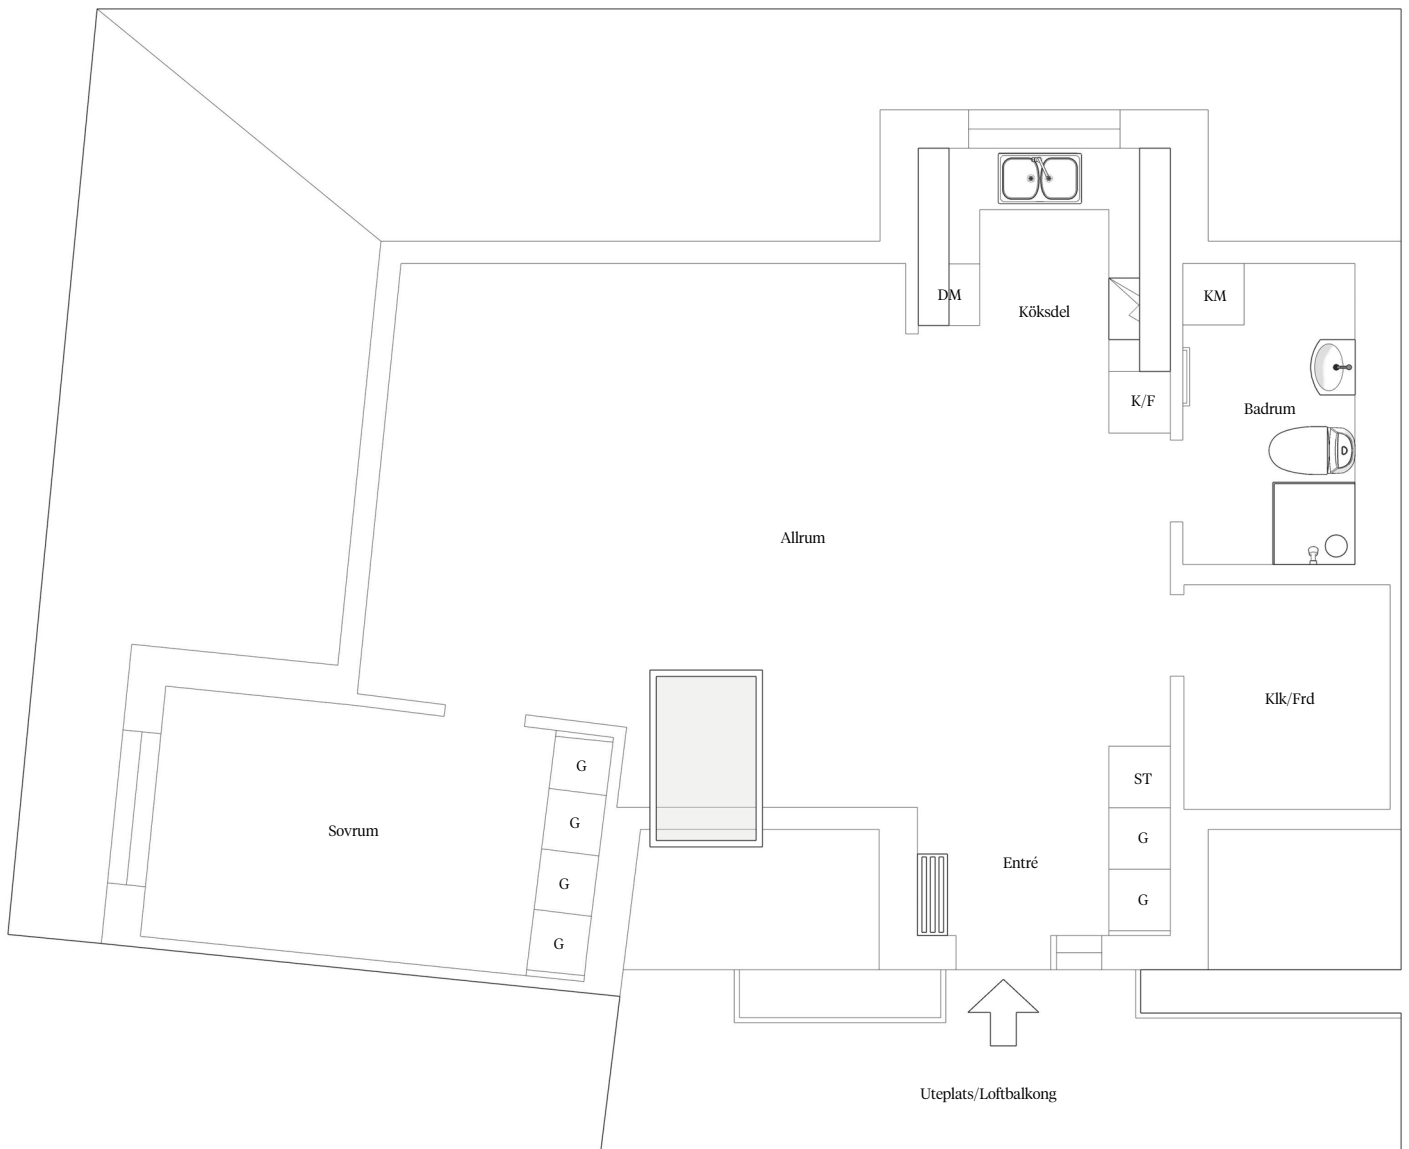 DM
Köksdel
KM
K/F
Badrum
Allrum
Klk/Frd
G
ST
G
Sovrum
G
Entré
G
G
G
Uteplats/Loftbalkong